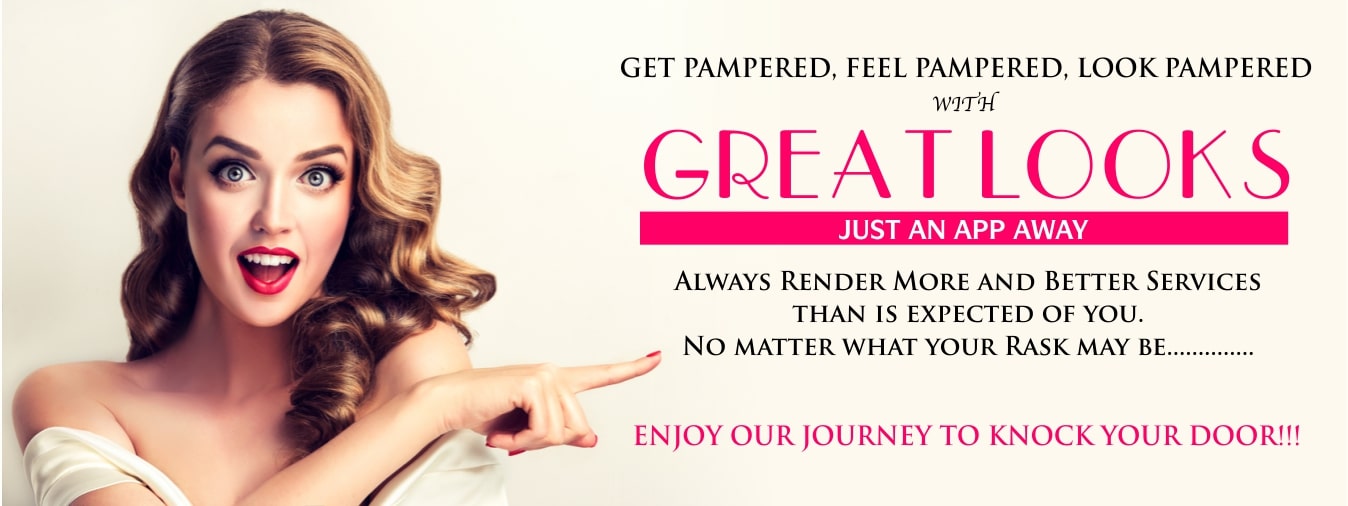 GET PAMPERED, FEEL PAMPERED, LOOK PAMPERED
WITH
GREAT LOOKS
JUST AN APP AWAY
ALWAYS RENDER MORE AND BETTER SERVICES
THAN IS EXPECTED OF YOU.
NO MATTER WHAT YOUR RASK MAY BE..............
ENJOY OUR JOURNEY TO KNOCK YOUR DOOR!!!